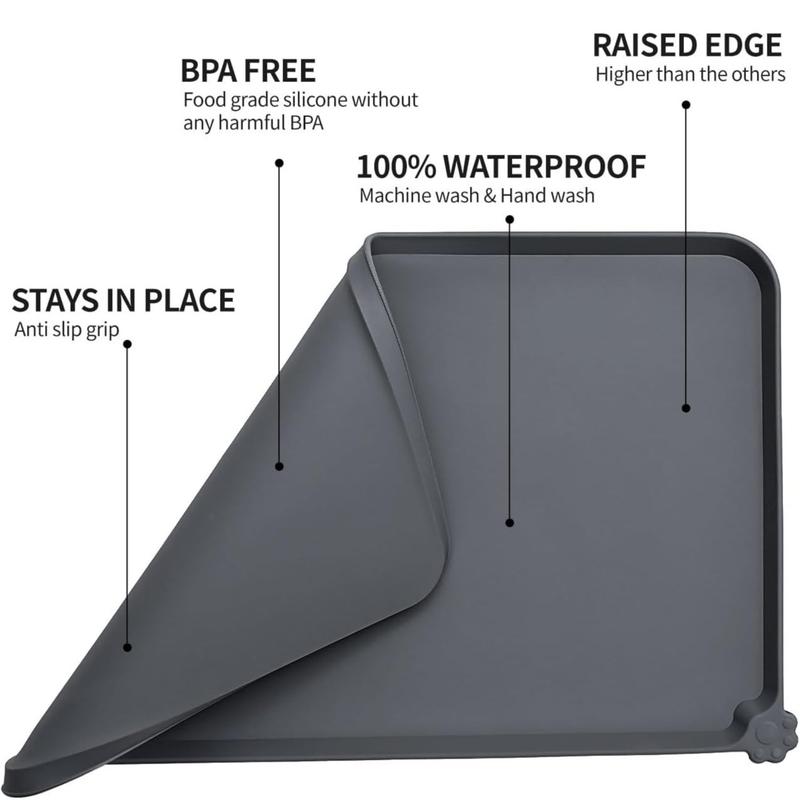 RAISED EDGE
Higher than the others
BPA FREE
Food grade silicone without
any harmful BPA
100% WATERPROOF
Machine wash & Hand wash
STAYS IN PLACE
Anti slip grip